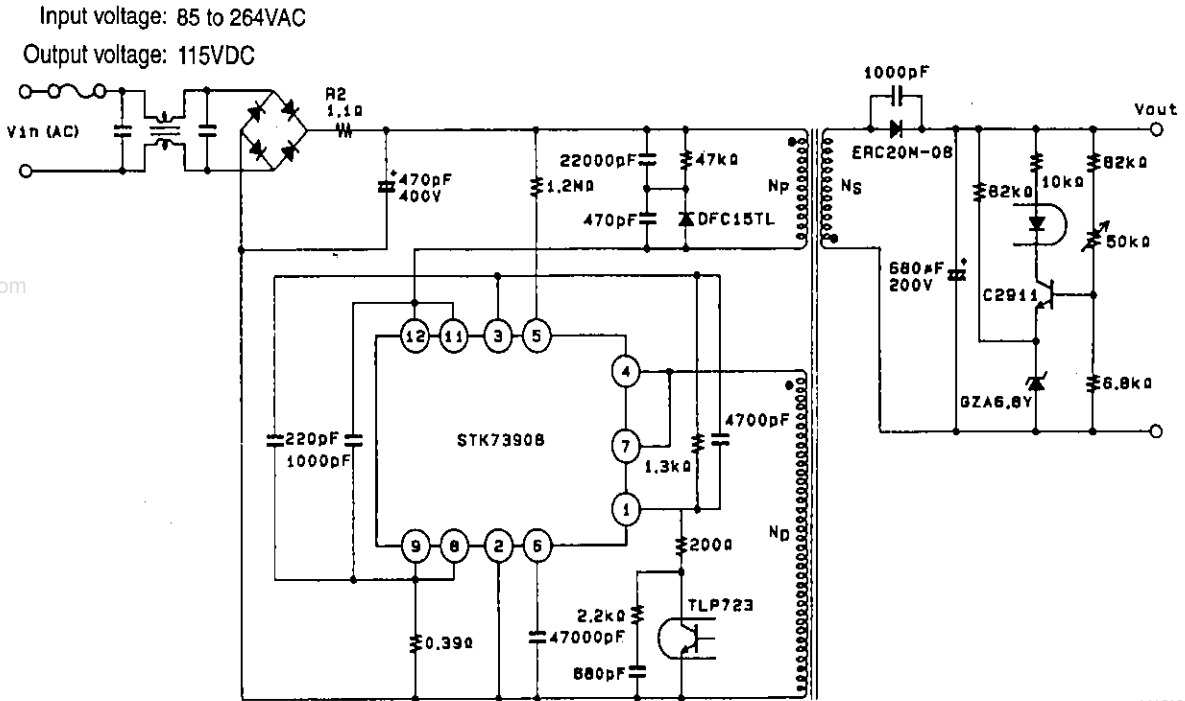 Input voltage: 85 to 264VAC
Output voltage: 115VDC
Vin (AC)
R2
1.1Ω
470pF
400V
1.2MΩ
22000pF
470pF
47kΩ
DFC15TL
NP
NS
1000pF
ERC20M-08
Vout
680μF
200V
82kΩ
10kΩ
82kΩ
50kΩ
C2911
GZA6.8Y
6.8kΩ
om
12
11
3
5
4
7
1
STK73908
220pF
1000pF
1.3kΩ
4700pF
9
8
2
6
200Ω
ND
0.39Ω
47000pF
2.2kΩ
TLP723
680pF